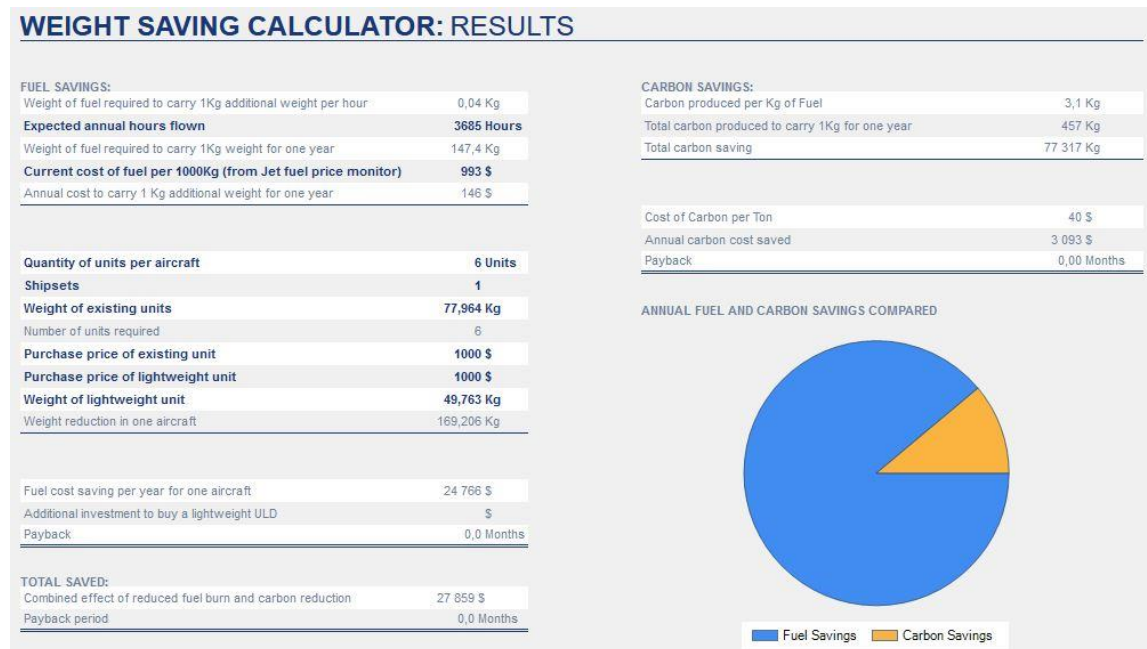 WEIGHT SAVING CALCULATOR: RESULTS
FUEL SAVINGS:
Weight of fuel required to carry 1Kg additional weight per hour 0,04 Kg
Expected annual hours flown 3685 Hours
Weight of fuel required to carry 1Kg weight for one year 147,4 Kg
Current cost of fuel per 1000Kg (from Jet fuel price monitor) 993 $
Annual cost to carry 1 Kg additional weight for one year 146 $
Quantity of units per aircraft 6 Units
Shipsets 1
Weight of existing units 77,964 Kg
Number of units required 6
Purchase price of existing unit 1000 $
Purchase price of lightweight unit 1000 $
Weight of lightweight unit 49,763 Kg
Weight reduction in one aircraft 169,206 Kg
Fuel cost saving per year for one aircraft 24 766 $
Additional investment to buy a lightweight ULD $
Payback 0,0 Months
TOTAL SAVED:
Combined effect of reduced fuel burn and carbon reduction 27 859 $
Payback period 0,0 Months
CARBON SAVINGS:
Carbon produced per Kg of Fuel 3,1 Kg
Total carbon produced to carry 1Kg for one year 457 Kg
Total carbon saving 77 317 Kg
Cost of Carbon per Ton 40 $
Annual carbon cost saved 3 093 $
Payback 0,00 Months
ANNUAL FUEL AND CARBON SAVINGS COMPARED
Fuel Savings Carbon Savings